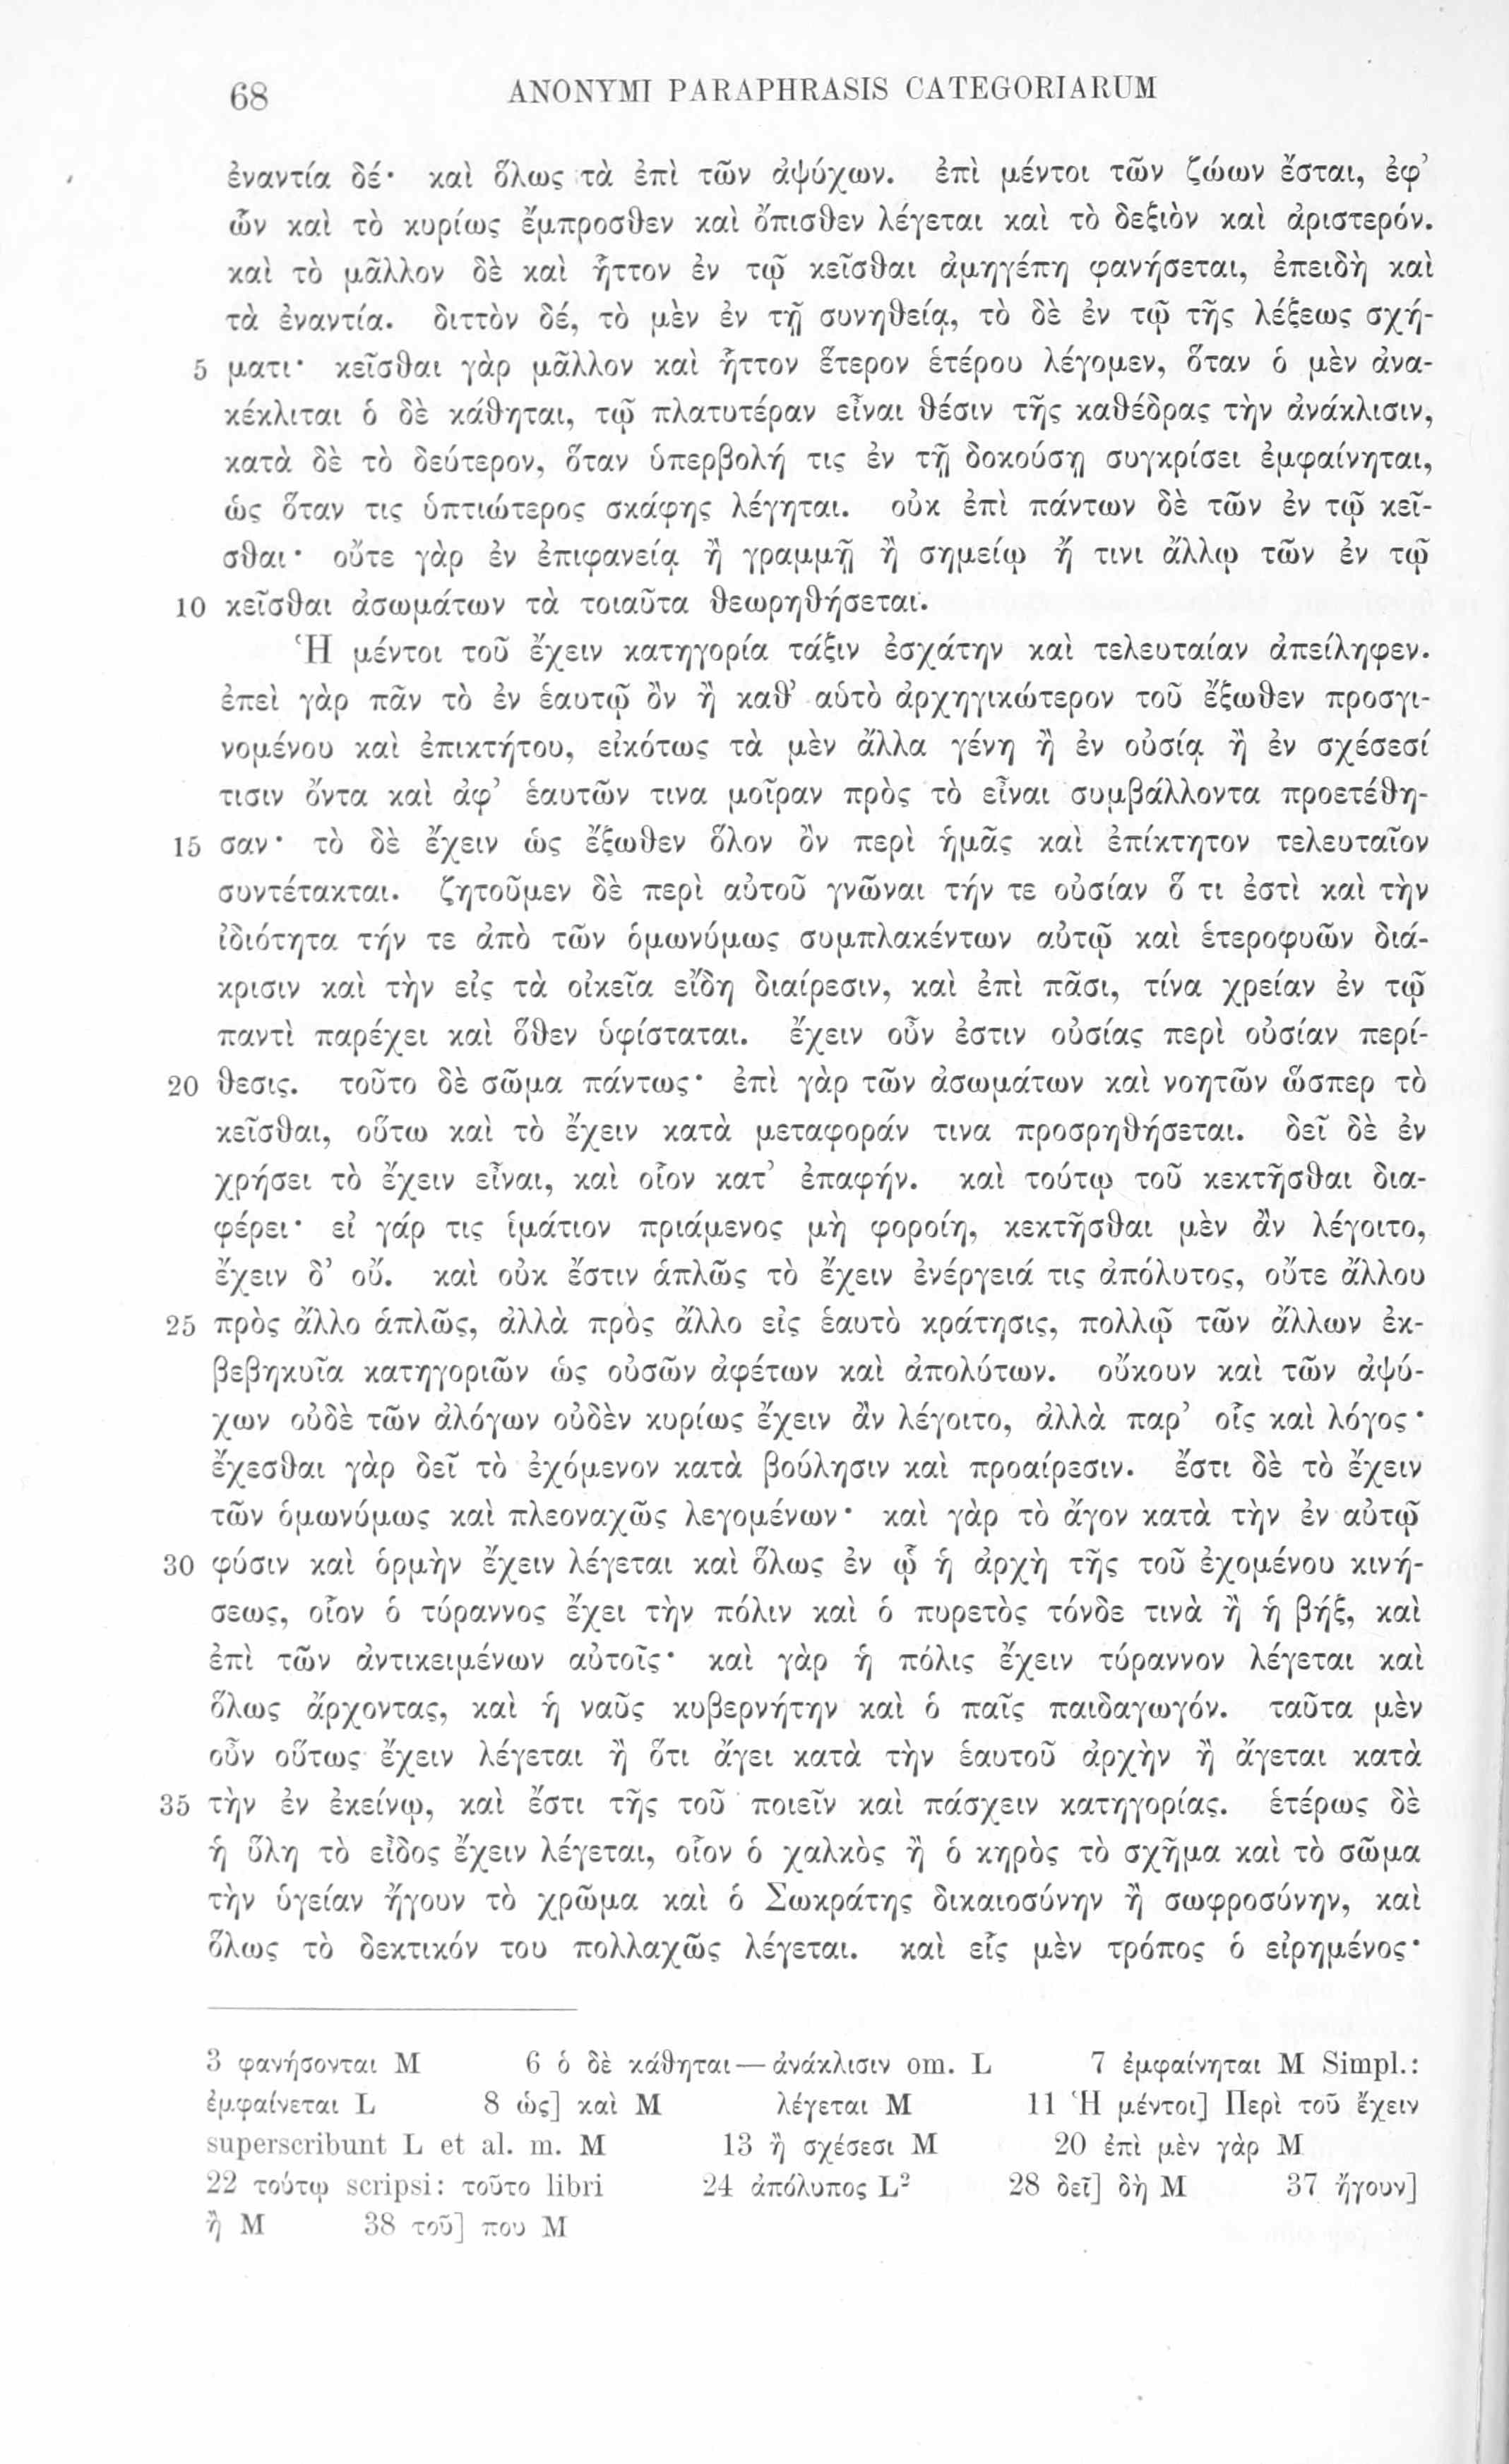 68 ANONYMI PARAPHRASIS CATEGORIARUM
ἐναντία δέ· καὶ ὅλως τὰ ἐπὶ τῶν ἀψύχων. ἐπὶ μέντοι τῶν ζώων ἔσται, ἐφ’
ὧν καὶ τὸ κυρίως ἔμπροσθεν καὶ ὄπισθεν λέγεται καὶ τὸ δεξιὸν καὶ ἀριστερόν.
καὶ τὸ μᾶλλον δὲ καὶ ἧττον ἐν τῷ κεῖσθαι ἀμηγέπη φανήσεται, ἐπειδὴ καὶ
τὰ ἐναντία. διττὸν δέ, τὸ μὲν ἐν τῇ συνηθείᾳ, τὸ δὲ ἐν τῷ τῆς λέξεως σχή-
5 ματι· κεῖσθαι γὰρ μᾶλλον καὶ ἧττον ἕτερον ἑτέρου λέγομεν, ὅταν ὁ μὲν ἀνα-
κέκλιται ὁ δὲ κάθηται, τῷ πλατυτέραν εἶναι θέσιν τῆς καθέδρας τὴν ἀνάκλισιν,
κατὰ δὲ τὸ δεύτερον, ὅταν ὑπερβολή τις ἐν τῇ δοκούσῃ συγκρίσει ἐμφαίνηται,
ὡς ὅταν τις ὑπτιώτερος σκάφης λέγηται. οὐκ ἐπὶ πάντων δὲ τῶν ἐν τῷ κεῖ-
σθαι· οὔτε γὰρ ἐν ἐπιφανείᾳ ἢ γραμμῇ ἢ σημείῳ ἤ τινι ἄλλῳ τῶν ἐν τῷ
10 κεῖσθαι ἀσωμάτων τὰ τοιαῦτα θεωρηθήσεται.
Ἡ μέντοι τοῦ ἔχειν κατηγορία τάξιν ἐσχάτην καὶ τελευταίαν ἀπείληφεν.
ἐπεὶ γὰρ πᾶν τὸ ἐν ἑαυτῷ ὂν ἢ καθ’ αὑτὸ ἀρχηγικώτερον τοῦ ἔξωθεν προσγι-
νομένου καὶ ἐπικτήτου, εἰκότως τὰ μὲν ἄλλα γένη ἢ ἐν οὐσίᾳ ἢ ἐν σχέσεσί
τισιν ὄντα καὶ ἀφ’ ἑαυτῶν τινα μοῖραν πρὸς τὸ εἶναι συμβάλλοντα προετέθη-
15 σαν· τὸ δὲ ἔχειν ὡς ἔξωθεν ὅλον ὂν περὶ ἡμᾶς καὶ ἐπίκτητον τελευταῖον
συντέτακται. ζητοῦμεν δὲ περὶ αὐτοῦ γνῶναι τήν τε οὐσίαν ὅ τι ἐστὶ καὶ τὴν
ἰδιότητα τήν τε ἀπὸ τῶν ὁμωνύμως συμπλακέντων αὐτῷ καὶ ἑτεροφυῶν διά-
κρισιν καὶ τὴν εἰς τὰ οἰκεῖα εἴδη διαίρεσιν, καὶ ἐπὶ πᾶσι, τίνα χρείαν ἐν τῷ
παντὶ παρέχει καὶ ὅθεν ὑφίσταται. ἔχειν οὖν ἐστιν οὐσίας περὶ οὐσίαν περί-
20 θεσις. τοῦτο δὲ σῶμα πάντως· ἐπὶ γὰρ τῶν ἀσωμάτων καὶ νοητῶν ὥσπερ τὸ
κεῖσθαι, οὕτω καὶ τὸ ἔχειν κατὰ μεταφοράν τινα προσρηθήσεται. δεῖ δὲ ἐν
χρήσει τὸ ἔχειν εἶναι, καὶ οἷον κατ’ ἐπαφήν. καὶ τούτῳ τοῦ κεκτῆσθαι δια-
φέρει· εἰ γάρ τις ἱμάτιον πριάμενος μὴ φοροίη, κεκτῆσθαι μὲν ἂν λέγοιτο,
ἔχειν δ’ οὔ. καὶ οὐκ ἔστιν ἁπλῶς τὸ ἔχειν ἐνέργειά τις ἀπόλυτος, οὔτε ἄλλου
25 πρὸς ἄλλο ἁπλῶς, ἀλλὰ πρὸς ἄλλο εἰς ἑαυτὸ κράτησις, πολλῷ τῶν ἄλλων ἐκ-
βεβηκυῖα κατηγοριῶν ὡς οὐσῶν ἀφέτων καὶ ἀπολύτων. οὔκουν καὶ τῶν ἀψύ-
χων οὐδὲ τῶν ἀλόγων οὐδὲν κυρίως ἔχειν ἂν λέγοιτο, ἀλλὰ παρ’ οἷς καὶ λόγος·
ἔχεσθαι γὰρ δεῖ τὸ ἐχόμενον κατὰ βούλησιν καὶ προαίρεσιν. ἔστι δὲ τὸ ἔχειν
τῶν ὁμωνύμως καὶ πλεοναχῶς λεγομένων· καὶ γὰρ τὸ ἄγον κατὰ τὴν ἐν αὐτῷ
30 φύσιν καὶ ὁρμὴν ἔχειν λέγεται καὶ ὅλως ἐν ᾧ ἡ ἀρχὴ τῆς τοῦ ἐχομένου κινή-
σεως, οἷον ὁ τύραννος ἔχει τὴν πόλιν καὶ ὁ πυρετὸς τόνδε τινὰ ἢ ἡ βήξ, καὶ
ἐπὶ τῶν ἀντικειμένων αὐτοῖς· καὶ γὰρ ἡ πόλις ἔχειν τύραννον λέγεται καὶ
ὅλως ἄρχοντας, καὶ ἡ ναῦς κυβερνήτην καὶ ὁ παῖς παιδαγωγόν. ταῦτα μὲν
οὖν οὕτως ἔχειν λέγεται ἢ ὅτι ἄγει κατὰ τὴν ἑαυτοῦ ἀρχὴν ἢ ἄγεται κατὰ
35 τὴν ἐν ἐκείνῳ, καὶ ἔστι τῆς τοῦ ποιεῖν καὶ πάσχειν κατηγορίας. ἑτέρως δὲ
ἡ ὕλη τὸ εἶδος ἔχειν λέγεται, οἷον ὁ χαλκὸς ἢ ὁ κηρὸς τὸ σχῆμα καὶ τὸ σῶμα
τὴν ὑγείαν ἤγουν τὸ χρῶμα καὶ ὁ Σωκράτης δικαιοσύνην ἢ σωφροσύνην, καὶ
ὅλως τὸ δεκτικόν του πολλαχῶς λέγεται. καὶ εἷς μὲν τρόπος ὁ εἰρημένος·
3 φανήσονται M 6 ὁ δὲ κάθηται—ἀνάκλισιν om. L 7 ἐμφαίνηται M Simpl.:
ἐμφαίνεται L 8 ὡς] καὶ M λέγεται M 11 Ἡ μέντοι] Περὶ τοῦ ἔχειν
superscribunt L et al. m. M 13 ἢ σχέσεσι M 20 ἐπὶ μὲν γὰρ M
22 τούτῳ scripsi: τοῦτο libri 24 ἀπόλυπος L² 28 δεῖ] δὴ M 37 ἤγουν]
ἢ M 38 τοῦ] που M